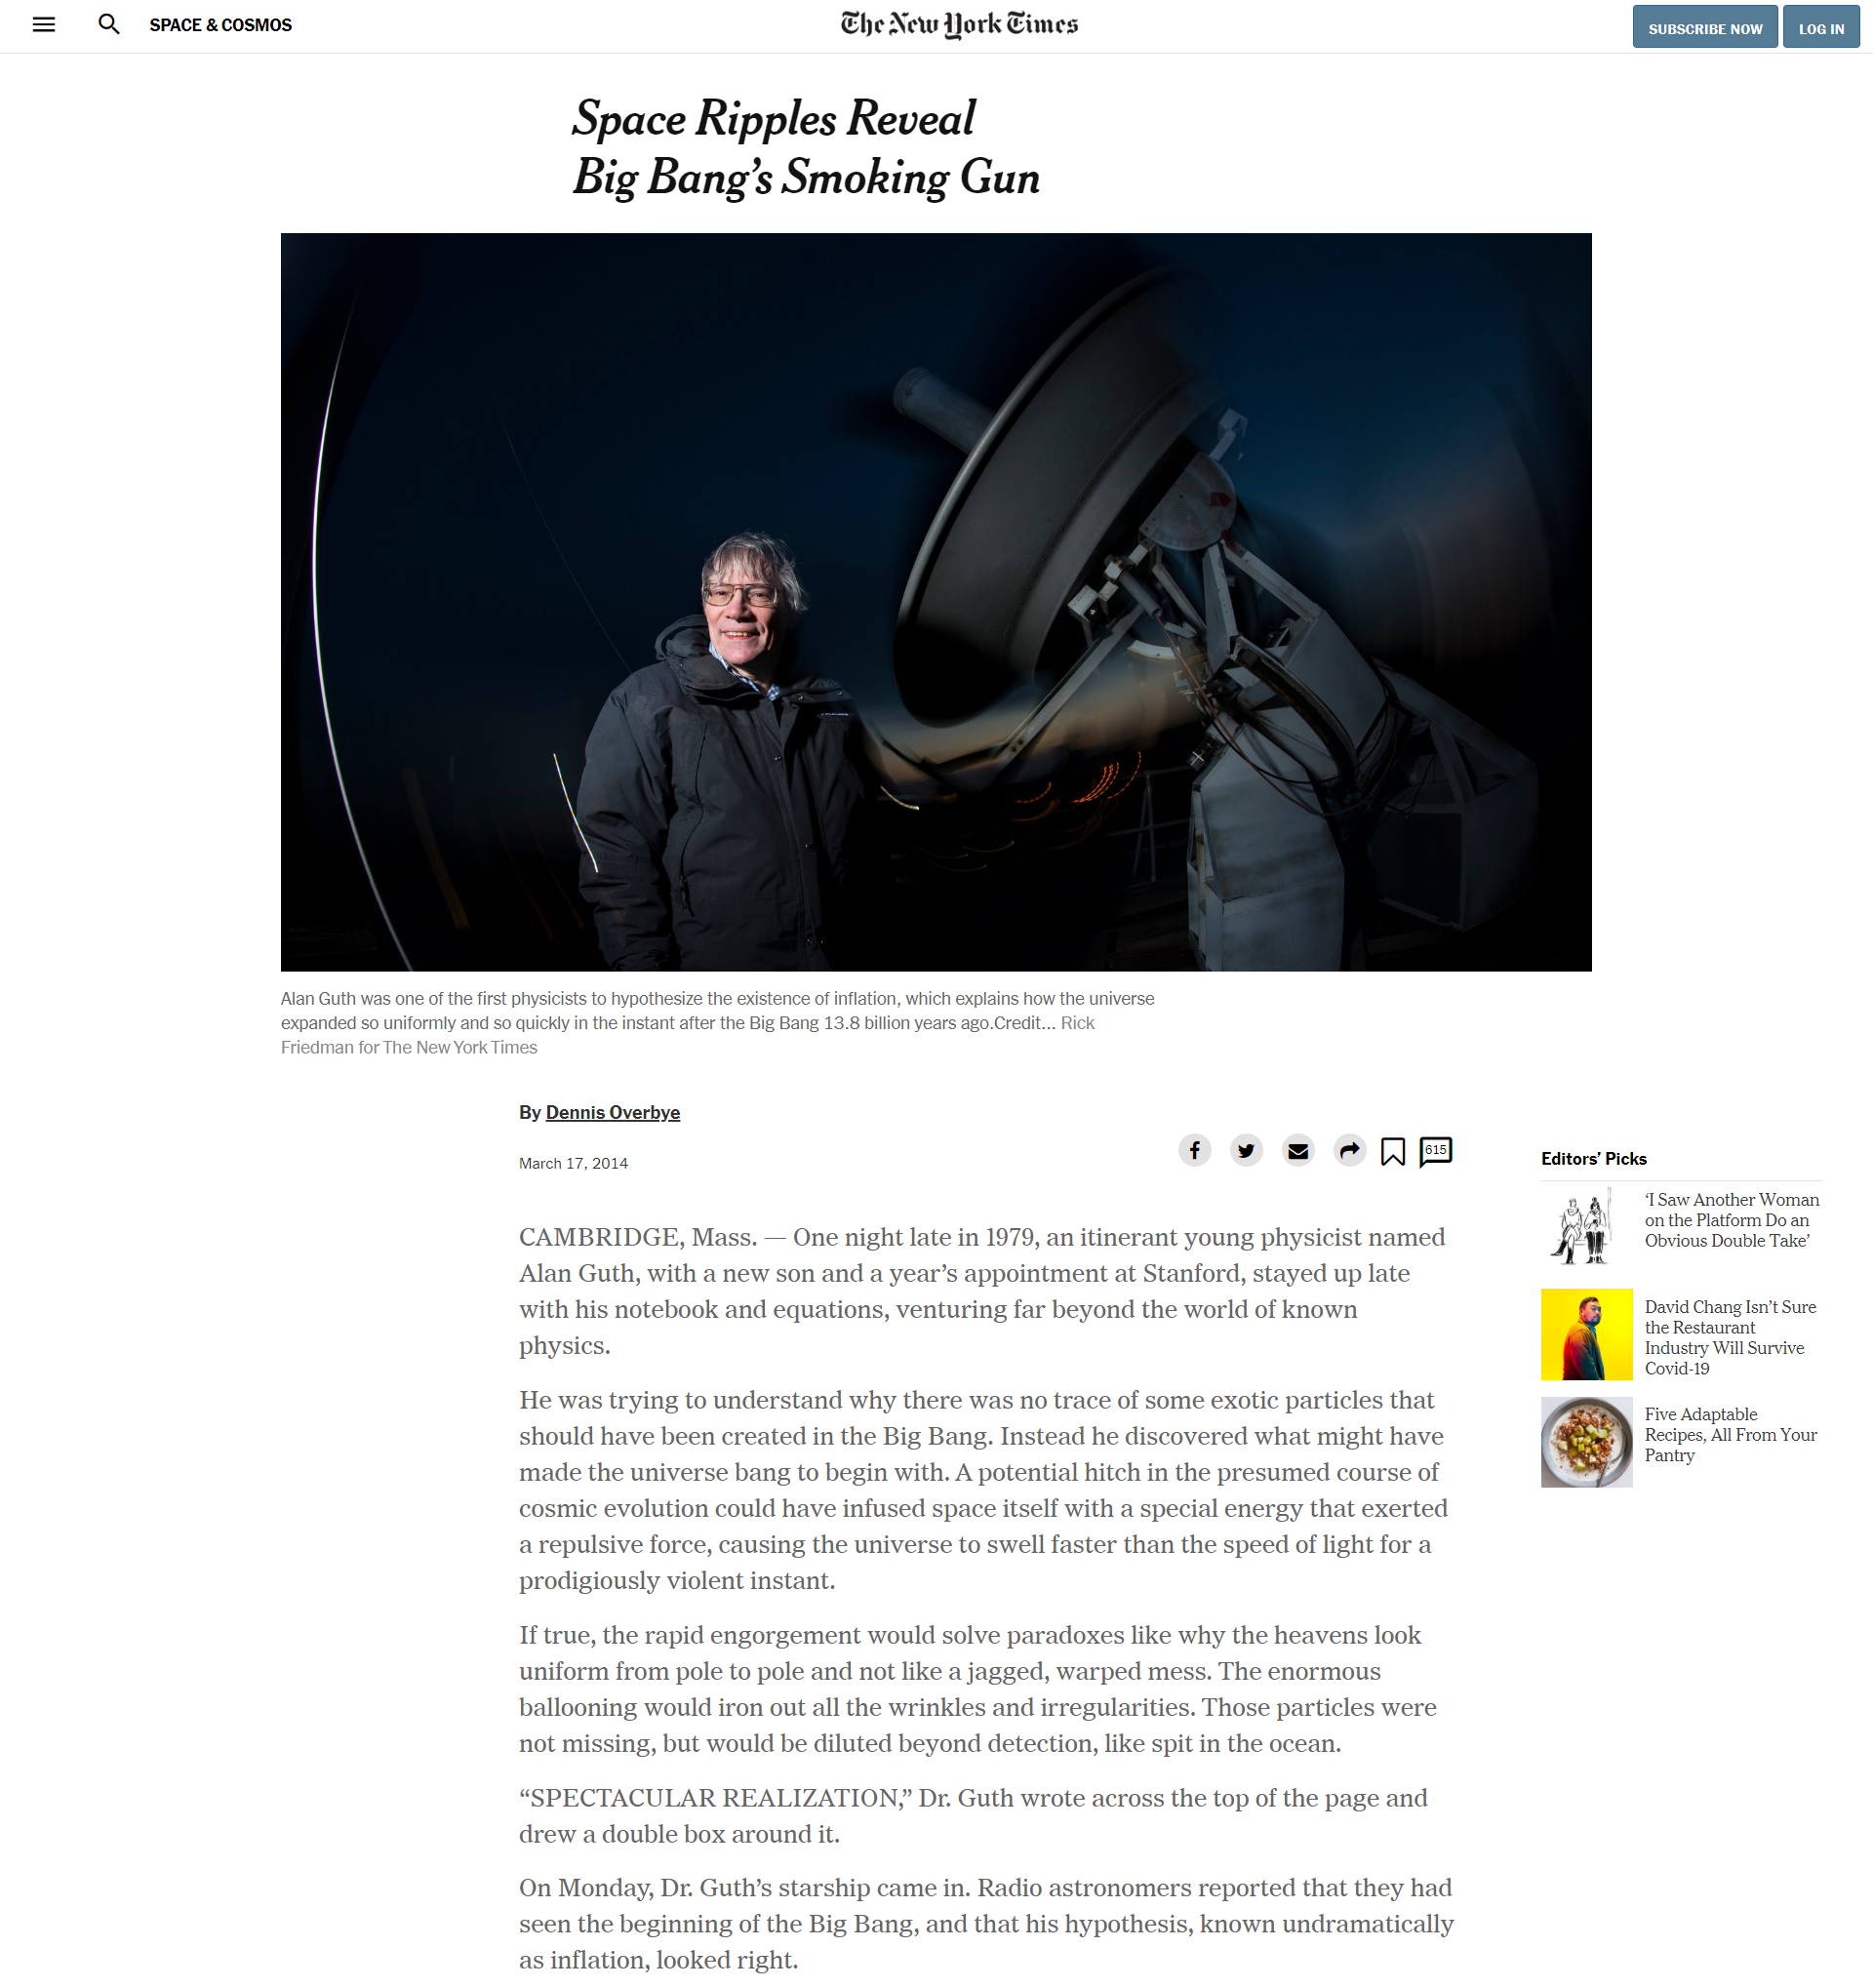 SPACE & COSMOS
The New York Times
SUBSCRIBE NOW
LOG IN
Space Ripples Reveal
Big Bang’s Smoking Gun
Alan Guth was one of the first physicists to hypothesize the existence of inflation, which explains how the universe
expanded so uniformly and so quickly in the instant after the Big Bang 13.8 billion years ago.Credit... Rick
Friedman for The New York Times
By Dennis Overbye
March 17, 2014
615
CAMBRIDGE, Mass. — One night late in 1979, an itinerant young physicist named
Alan Guth, with a new son and a year’s appointment at Stanford, stayed up late
with his notebook and equations, venturing far beyond the world of known
physics.
He was trying to understand why there was no trace of some exotic particles that
should have been created in the Big Bang. Instead he discovered what might have
made the universe bang to begin with. A potential hitch in the presumed course of
cosmic evolution could have infused space itself with a special energy that exerted
a repulsive force, causing the universe to swell faster than the speed of light for a
prodigiously violent instant.
If true, the rapid engorgement would solve paradoxes like why the heavens look
uniform from pole to pole and not like a jagged, warped mess. The enormous
ballooning would iron out all the wrinkles and irregularities. Those particles were
not missing, but would be diluted beyond detection, like spit in the ocean.
“SPECTACULAR REALIZATION,” Dr. Guth wrote across the top of the page and
drew a double box around it.
On Monday, Dr. Guth’s starship came in. Radio astronomers reported that they had
seen the beginning of the Big Bang, and that his hypothesis, known undramatically
as inflation, looked right.
Editors’ Picks
‘I Saw Another Woman
on the Platform Do an
Obvious Double Take’
David Chang Isn’t Sure
the Restaurant
Industry Will Survive
Covid-19
Five Adaptable
Recipes, All From Your
Pantry